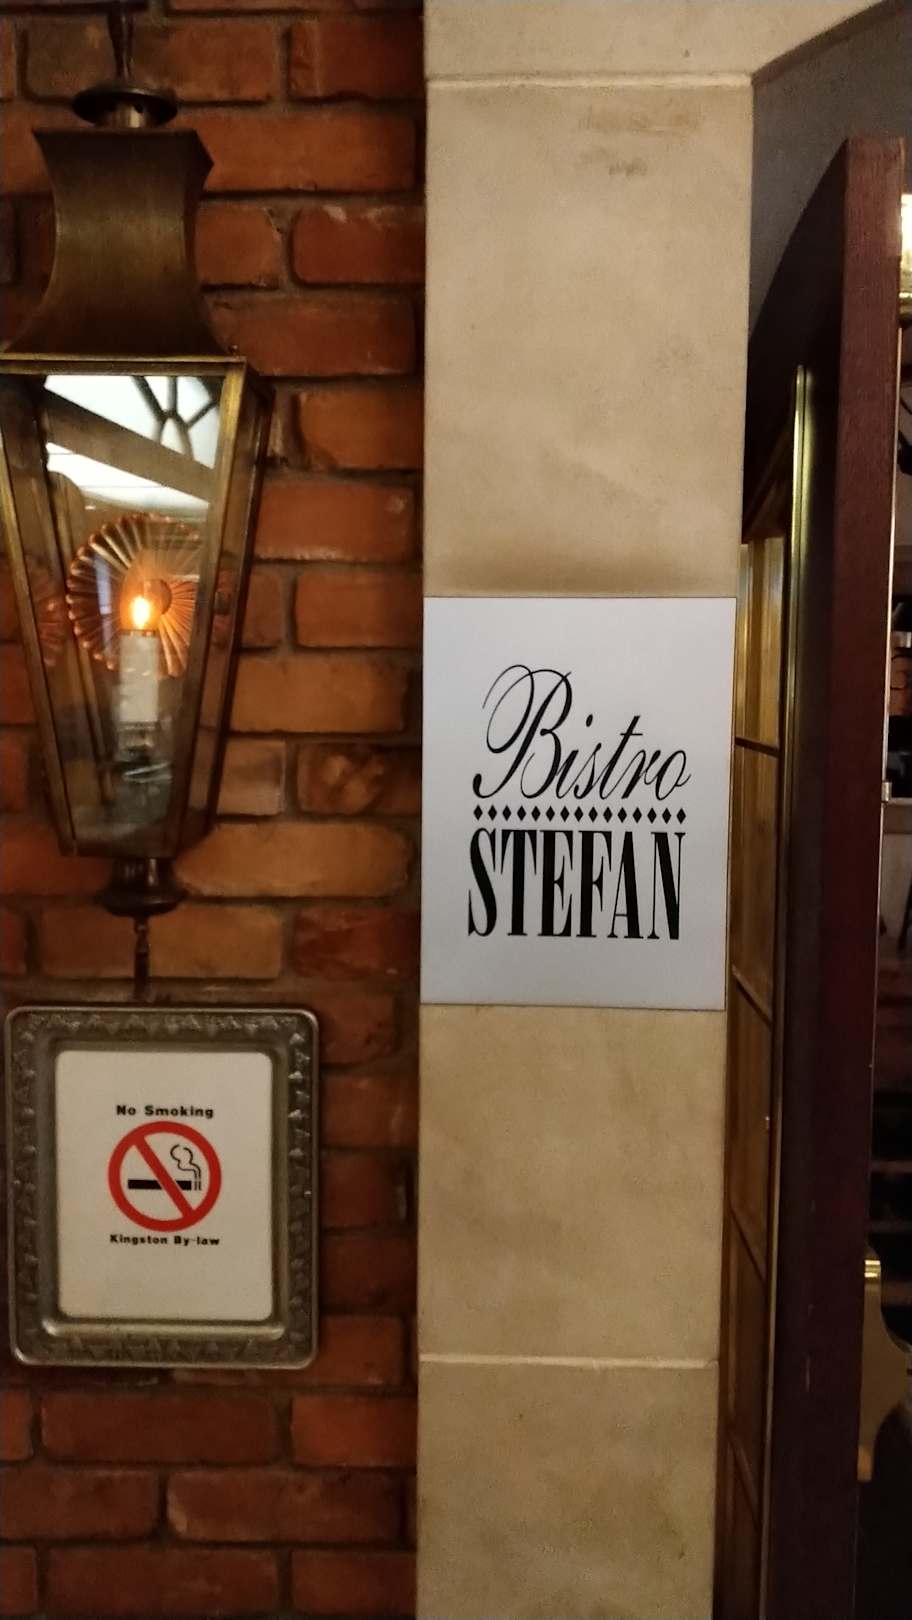 Bistro
STEFAN
No Smoking
Kingston By-law